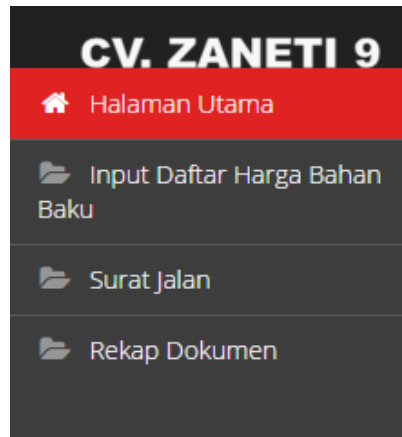 CV. ZANETI 9
Halaman Utama
Input Daftar Harga Bahan
Baku
Surat Jalan
Rekap Dokumen